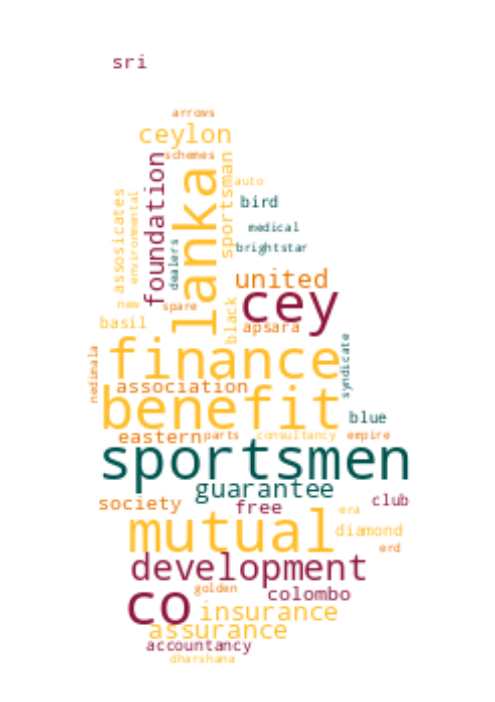 sri
arrows
ceylon
schemes
foundation
lanka
sportsman
auto
assosicates
environmental
bird
medical
dealers
brightstar
united
cey
new
spare
black
basil
apsara
finance
syndicate
nedimala
association
benefit
blue
eastern
parts
consultancy
empire
sportsmen
guarantee
society
free
club
era
mutual
diamond
erd
development
golden
colombo
co
insurance
assurance
accountancy
dharshana